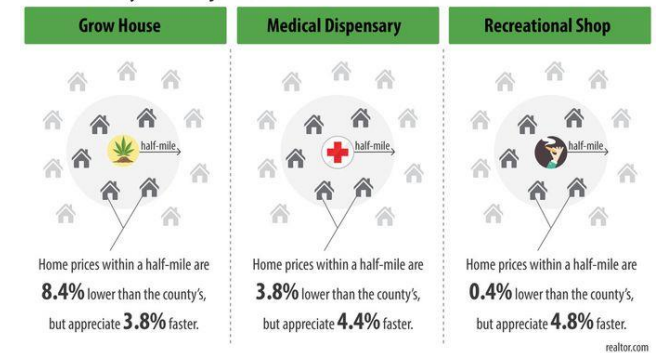 Grow House
half-mile
Home prices within a half-mile are
8.4% lower than the county's,
but appreciate 3.8% faster.
Medical Dispensary
half-mile
Home prices within a half-mile are
3.8% lower than the county's,
but appreciate 4.4% faster.
Recreational Shop
half-mile
Home prices within a half-mile are
0.4% lower than the county's,
but appreciate 4.8% faster.
realtor.com